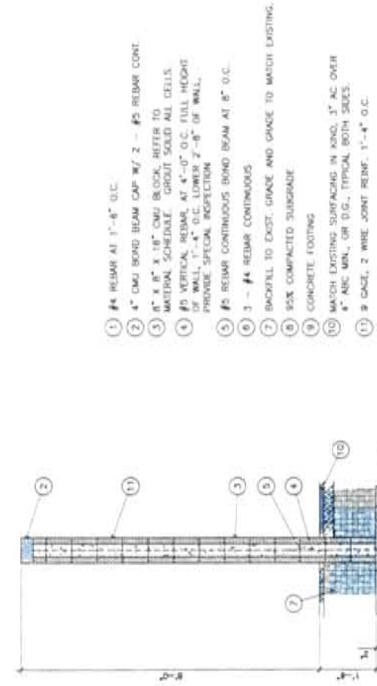 1 #4 REBAR AT 1'-6" O.C.
2 4" CMU BOND BEAM CAP W/ 2 - #5 REBAR CONT.
3 8" X 8" X 16" CMU BLOCK, REFER TO
MATERIAL SCHEDULE. GROUT SOLID ALL CELLS.
4 #5 VERTICAL REBAR, AT 4'-0" O.C. FULL HEIGHT
OF WALL, 1'-4" O.C. LOWER 2'-8" OF WALL,
PROVIDE SPECIAL INSPECTION
5 #5 REBAR CONTINUOUS BOND BEAM AT 8" O.C.
6 3 - #4 REBAR CONTINUOUS
7 BACKFILL TO EXIST. GRADE AND GRADE TO MATCH EXISTING.
8 95% COMPACTED SUBGRADE
9 CONCRETE FOOTING
10 MATCH EXISTING SURFACING IN KIND, 3" AC OVER
ABC MIN., OR D.G., TYPICAL BOTH SIDES.
11 9 GAGE, 2 WIRE JOINT REINF. 1'-4" O.C.
2
11
3
5
4
10
7
8'-0"
1'-8"